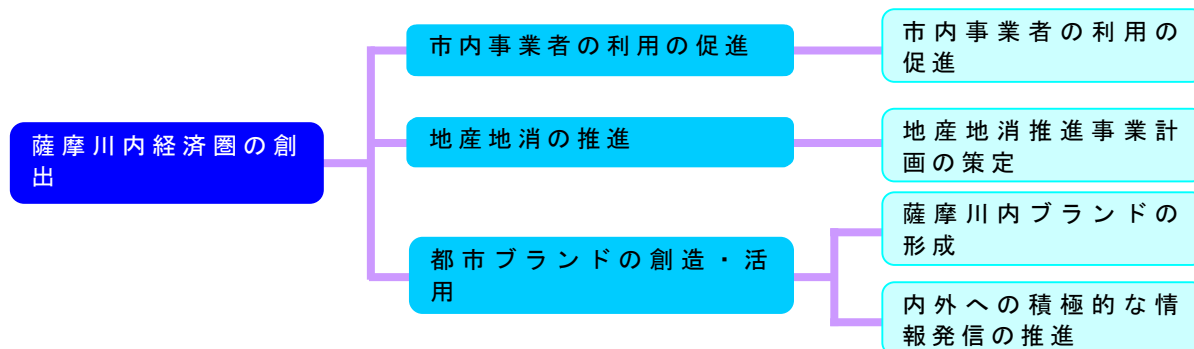 薩摩川内経済圏の創
出
市内事業者の利用の促進
市内事業者の利用の
促進
地産地消の推進
地産地消推進事業計
画の策定
都市ブランドの創造・活
用
薩摩川内ブランドの
形成
内外への積極的な情
報発信の推進